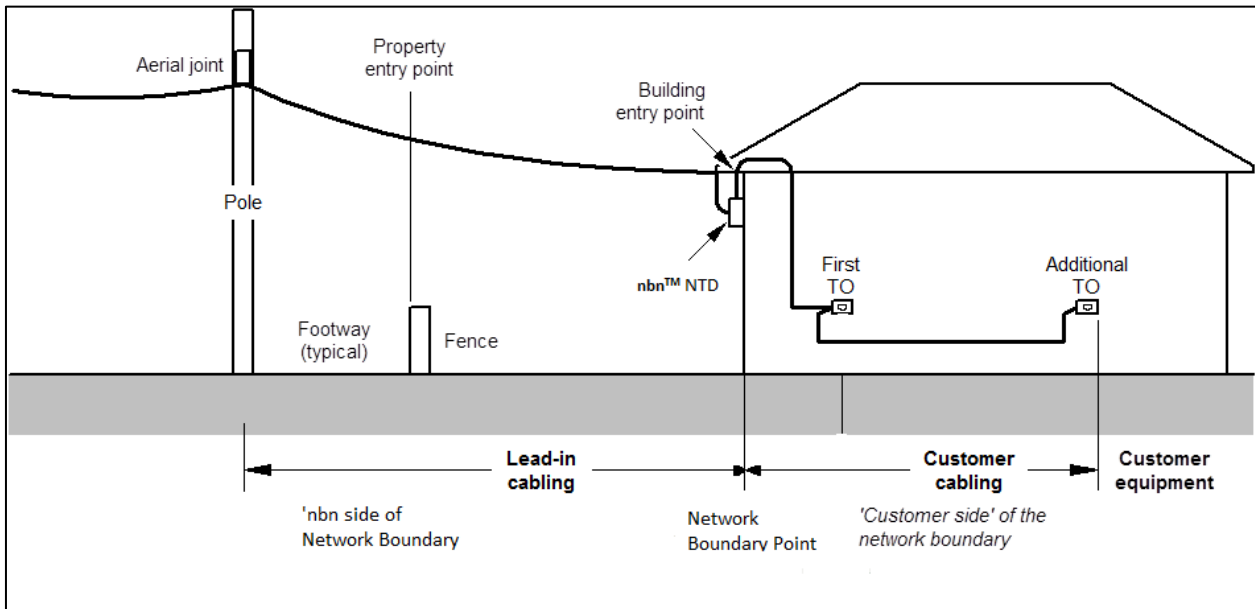 Aerial joint
Property
entry point
Building
entry point
Pole
nbn™ NTD
First
TO
Additional
TO
Footway
(typical)
Fence
Lead-in
cabling
Customer
cabling
Customer
equipment
'nbn side of
Network Boundary
Network
Boundary Point
'Customer side' of the
network boundary